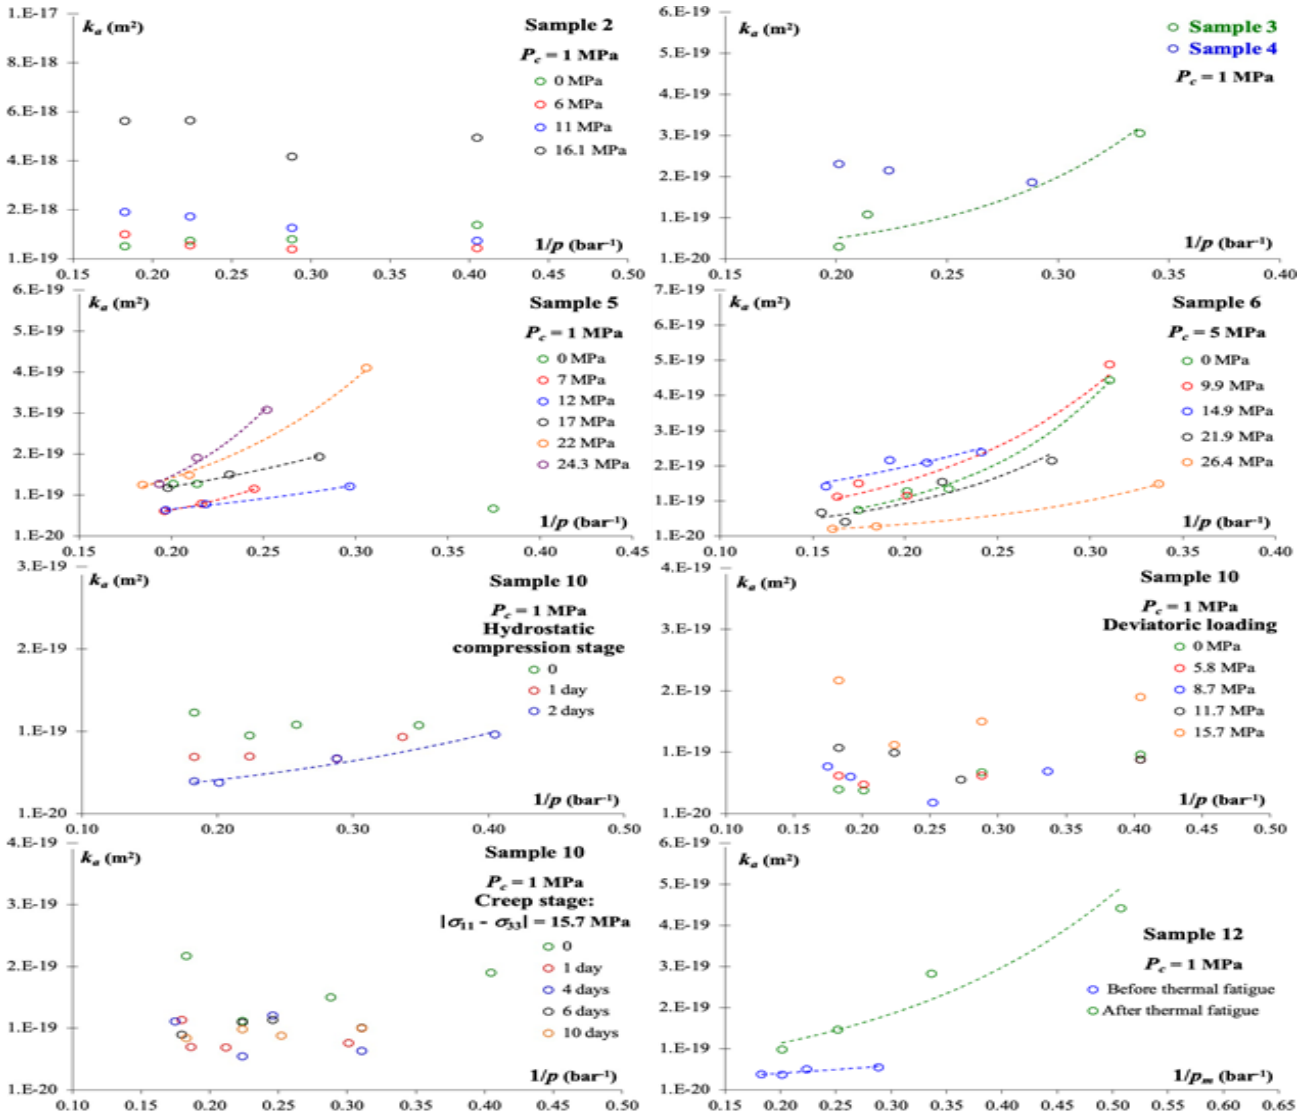 1.E-17
k_a (m²)
Sample 2
P_c = 1 MPa
0 MPa
6 MPa
11 MPa
16.1 MPa
9.E-18
8.E-18
6.E-18
4.E-18
2.E-18
1.E-19
1/p (bar⁻¹)
0.15 0.20 0.25 0.30 0.35 0.40 0.45 0.50
6.E-19
k_a (m²)
Sample 3
Sample 4
P_c = 1 MPa
5.E-19
4.E-19
3.E-19
2.E-19
1.E-19
1.E-20
1/p (bar⁻¹)
0.15 0.20 0.25 0.30 0.35 0.40
6.E-19
k_a (m²)
Sample 5
P_c = 1 MPa
0 MPa
7 MPa
12 MPa
17 MPa
22 MPa
24.3 MPa
5.E-19
4.E-19
3.E-19
2.E-19
1.E-19
1.E-20
1/p (bar⁻¹)
0.15 0.20 0.25 0.30 0.35 0.40 0.45
7.E-19
k_a (m²)
Sample 6
P_c = 5 MPa
0 MPa
9.9 MPa
14.9 MPa
21.9 MPa
26.4 MPa
6.E-19
5.E-19
4.E-19
2.E-19
1.E-19
1.E-20
1/p (bar⁻¹)
0.10 0.15 0.20 0.25 0.30 0.35 0.40
3.E-19
k_a (m²)
Sample 10
P_c = 1 MPa
Hydrostatic
compression stage
0
1 day
2 days
2.E-19
1.E-19
1.E-20
1/p (bar⁻¹)
0.10 0.20 0.30 0.40 0.50
4.E-19
k_a (m²)
Sample 10
P_c = 1 MPa
Deviatoric loading
0 MPa
5.8 MPa
8.7 MPa
11.7 MPa
15.7 MPa
3.E-19
2.E-19
1.E-19
1.E-20
1/p (bar⁻¹)
0.10 0.15 0.20 0.25 0.30 0.35 0.40 0.45 0.50
4.E-19
k_a (m²)
Sample 10
P_c = 1 MPa
Creep stage:
|σ₁₁ - σ₃₃| = 15.7 MPa
0
1 day
4 days
6 days
10 days
3.E-19
2.E-19
1.E-19
1.E-20
1/p (bar⁻¹)
0.10 0.20 0.30 0.40 0.50
k_a (m²)
Sample 12
P_c = 1 MPa
Before thermal fatigue
After thermal fatigue
5.E-19
4.E-19
3.E-19
2.E-19
1.E-19
1.E-20
1/p_m (bar⁻¹)
0.10 0.15 0.20 0.25 0.30 0.35 0.40 0.45 0.50 0.55 0.60 0.65